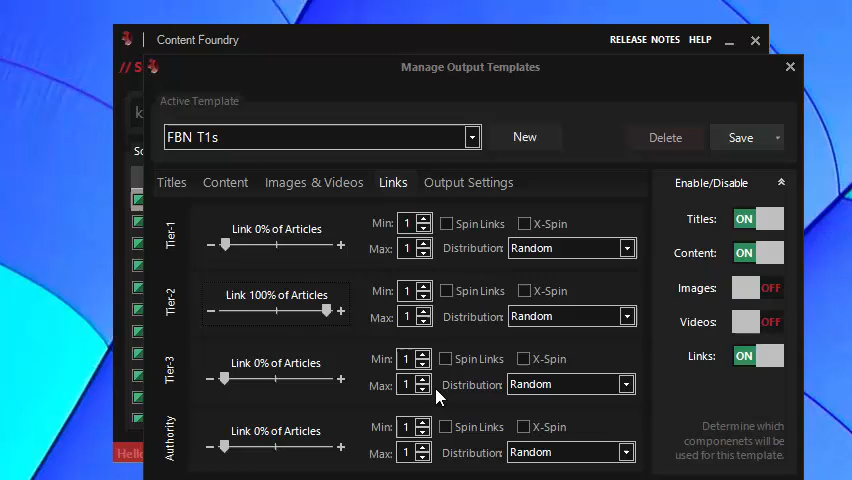 Content Foundry
RELEASE NOTES HELP
// S
Manage Output Templates
k
Active Template
FBN T1s
New
Delete
Save
Titles
Content
Images & Videos
Links
Output Settings
Enable/Disable
Tier-1
Link 0% of Articles
Min: 1
Spin Links
X-Spin
Max: 1
Distribution: Random
Tier-2
Link 100% of Articles
Min: 1
Spin Links
X-Spin
Max: 1
Distribution: Random
Tier-3
Link 0% of Articles
Min: 1
Spin Links
X-Spin
Max: 1
Distribution: Random
Authority
Link 0% of Articles
Min: 1
Spin Links
X-Spin
Max: 1
Distribution: Random
Titles: ON
Content: ON
Images: OFF
Videos: OFF
Links: ON
Determine which
componenets will be
used for this template.
Hello